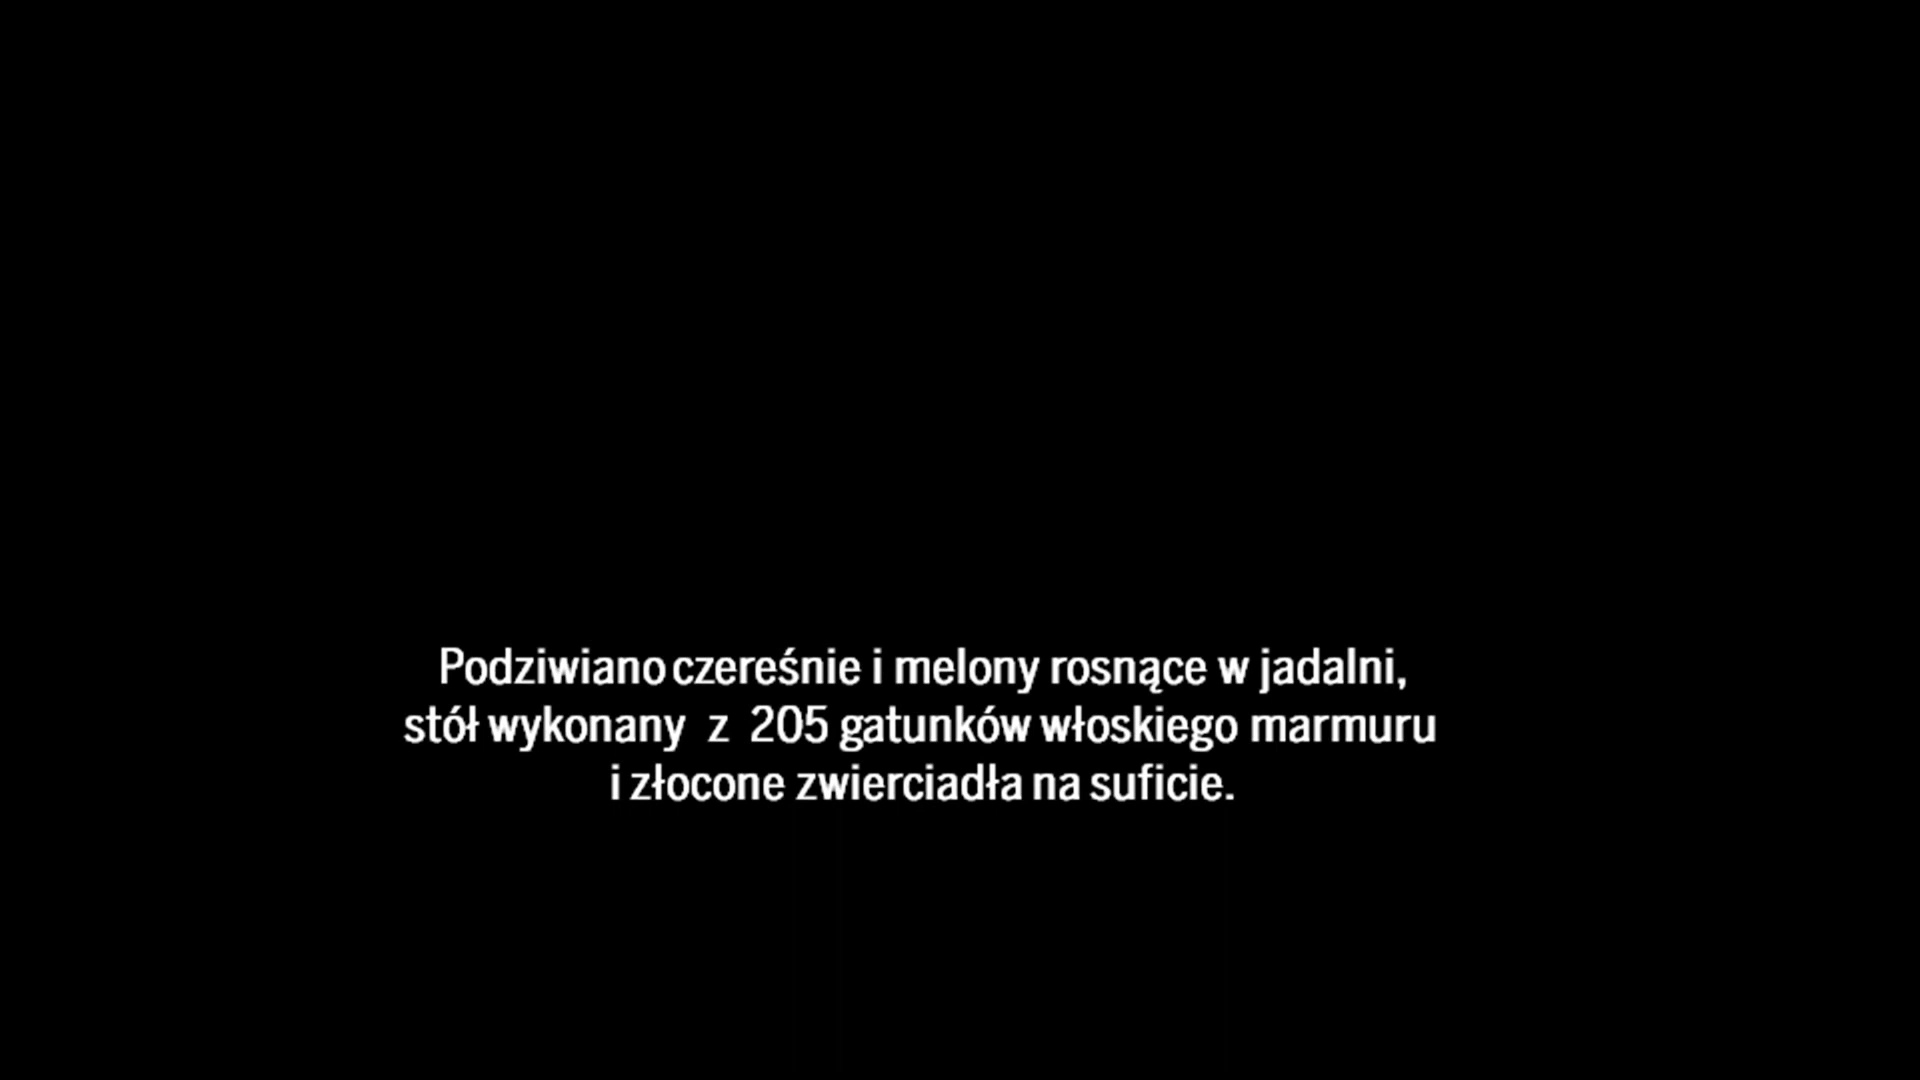 Podziwiano czereśnie i melony rosnące w jadalni,
stół wykonany z 205 gatunków włoskiego marmuru
i złocone zwierciadła na suficie.